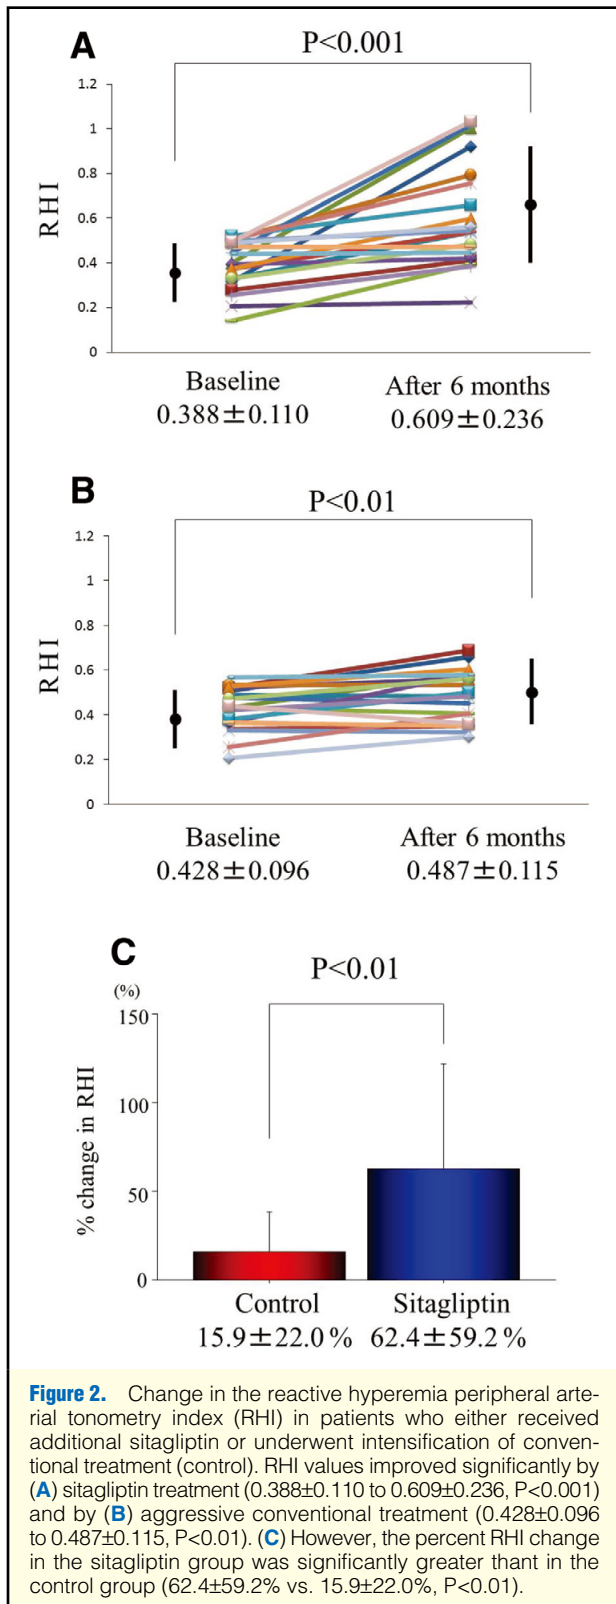 A
P<0.001
RHI
1.2
1
0.8
0.6
0.4
0.2
0
Baseline
After 6 months
0.388±0.110
0.609±0.236
B
P<0.01
RHI
1.2
1
0.8
0.6
0.4
0.2
0
Baseline
After 6 months
0.428±0.096
0.487±0.115
C
P<0.01
(%)
% change in RHI
150
100
50
0
Control
Sitagliptin
15.9±22.0%
62.4±59.2%
Figure 2. Change in the reactive hyperemia peripheral arte-
rial tonometry index (RHI) in patients who either received
additional sitagliptin or underwent intensification of conven-
tional treatment (control). RHI values improved significantly by
(A) sitagliptin treatment (0.388±0.110 to 0.609±0.236, P<0.001)
and by (B) aggressive conventional treatment (0.428±0.096
to 0.487±0.115, P<0.01). (C) However, the percent RHI change
in the sitagliptin group was significantly greater thant in the
control group (62.4±59.2% vs. 15.9±22.0%, P<0.01).